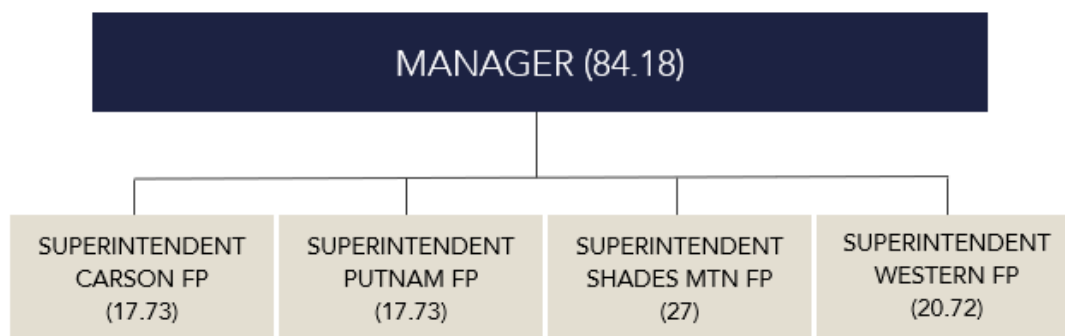 MANAGER (84.18)
SUPERINTENDENT
CARSON FP
(17.73)
SUPERINTENDENT
PUTNAM FP
(17.73)
SUPERINTENDENT
SHADES MTN FP
(27)
SUPERINTENDENT
WESTERN FP
(20.72)